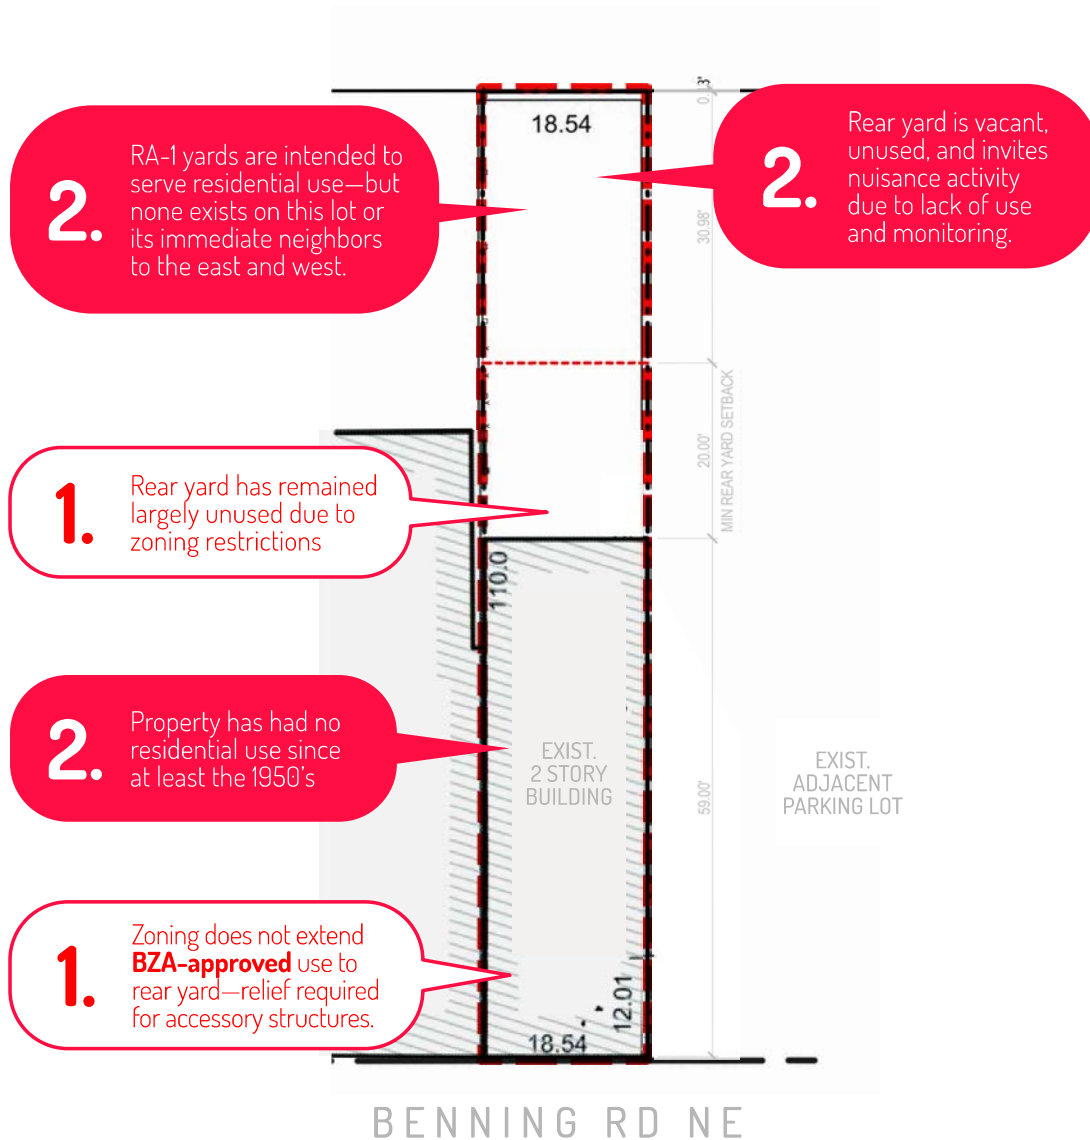 18.54
2.
RA-1 yards are intended to
serve residential use—but
none exists on this lot or
its immediate neighbors
to the east and west.
2.
Rear yard is vacant,
unused, and invites
nuisance activity
due to lack of use
and monitoring.
30.98'
MIN REAR YARD SETBACK
20.00'
1.
Rear yard has remained
largely unused due to
zoning restrictions
110.0
2.
Property has had no
residential use since
at least the 1950's
EXIST.
2 STORY
BUILDING
59.00'
EXIST.
ADJACENT
PARKING LOT
1.
Zoning does not extend
BZA-approved use to
rear yard—relief required
for accessory structures.
12.01
18.54
BENNING RD NE